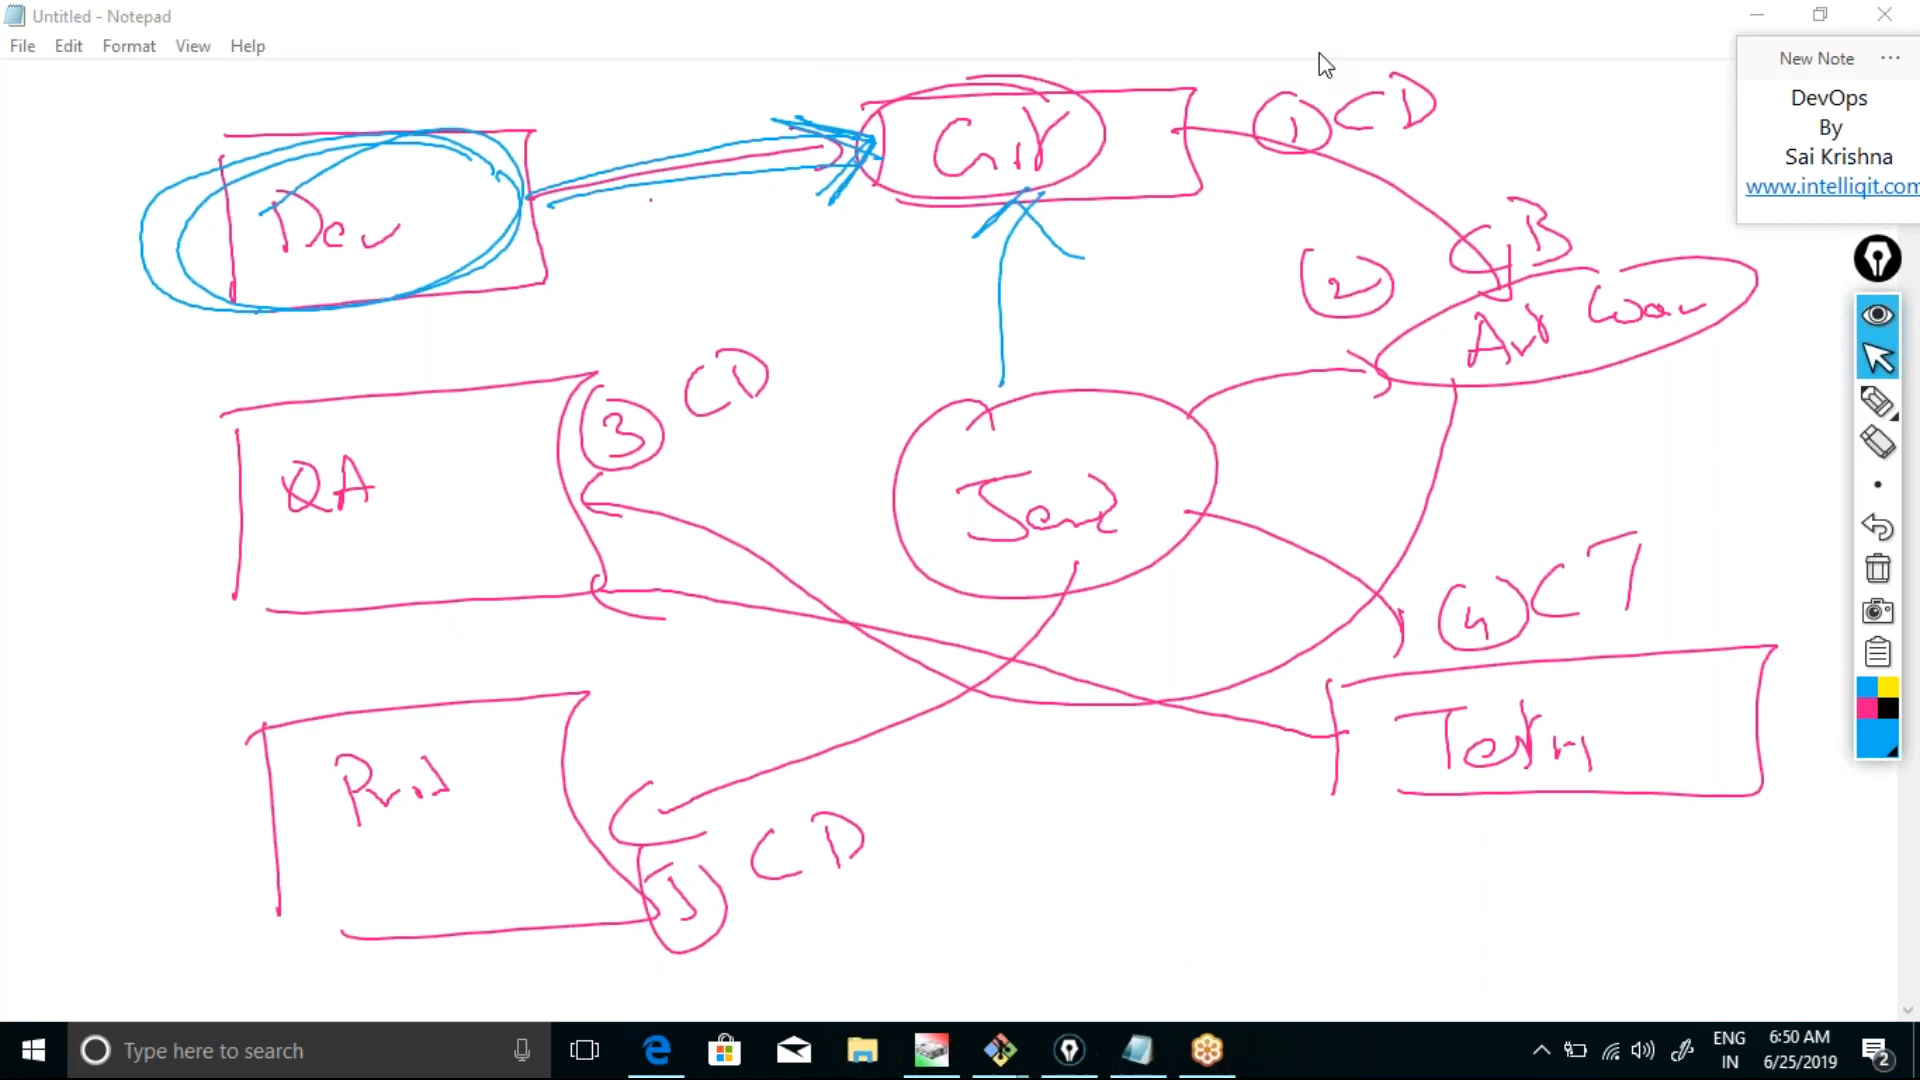 Untitled - Notepad
File Edit Format View Help
New Note ...
DevOps
By
Sai Krishna
www.intelliqit.com
Dev
GIT
1 CD
2 CB
Art War
QA
3 CD
Jenk
4 CT
Prod
5 CD
Type here to search
ENG
IN
6:50 AM
6/25/2019
2